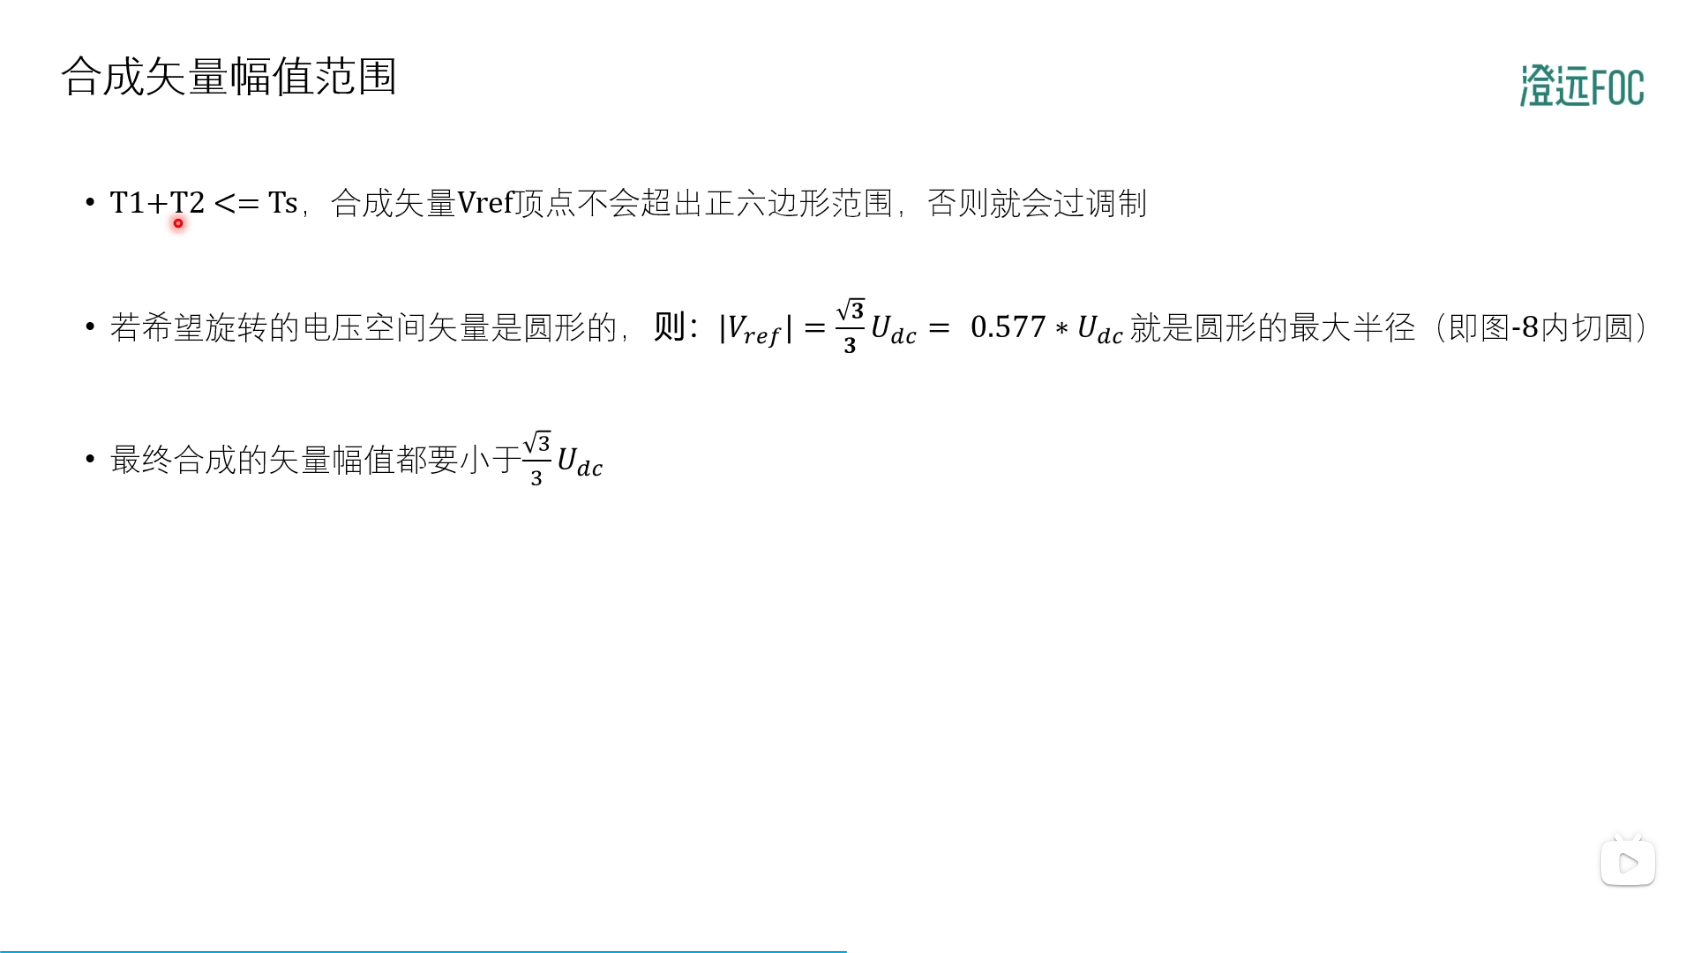 合成矢量幅值范围
澄远FOC
• T1+T2 <= Ts，合成矢量Vref顶点不会超出正六边形范围，否则就会过调制
• 若希望旋转的电压空间矢量是圆形的，则：|V_{ref}| = \frac{\sqrt{3}}{3} U_{dc} = 0.577 * U_{dc} 就是圆形的最大半径（即图-8内切圆）
• 最终合成的矢量幅值都要小于\frac{\sqrt{3}}{3} U_{dc}